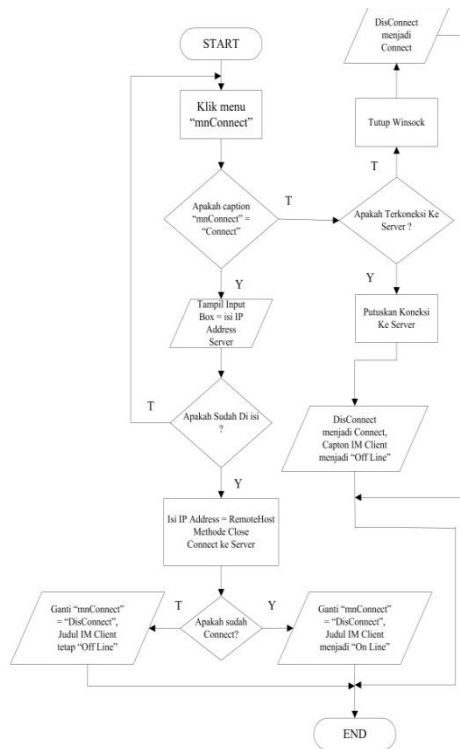 START
Klik menu
“mnConnect”
Apakah caption
“mnConnect” =
“Connect”
T
Y
Tampil Input
Box = isi IP
Address
Server
Apakah Sudah Di isi
?
T
Y
Isi IP Address = RemoteHost
Methode Close
Connect ke Server
Apakah sudah
Connect?
T
Y
Ganti “mnConnect”
= “DisConnect”,
Judul IM Client
tetap “Off Line”
Ganti “mnConnect”
= “DisConnect”,
Judul IM Client
menjadi “On Line”
END
Apakah Terkoneksi Ke
Server ?
T
Tutup Winsock
DisConnect
menjadi
Connect
Y
Putuskan Koneksi
Ke Server
DisConnect
menjadi Connect,
Capton IM Client
menjadi “Off Line”